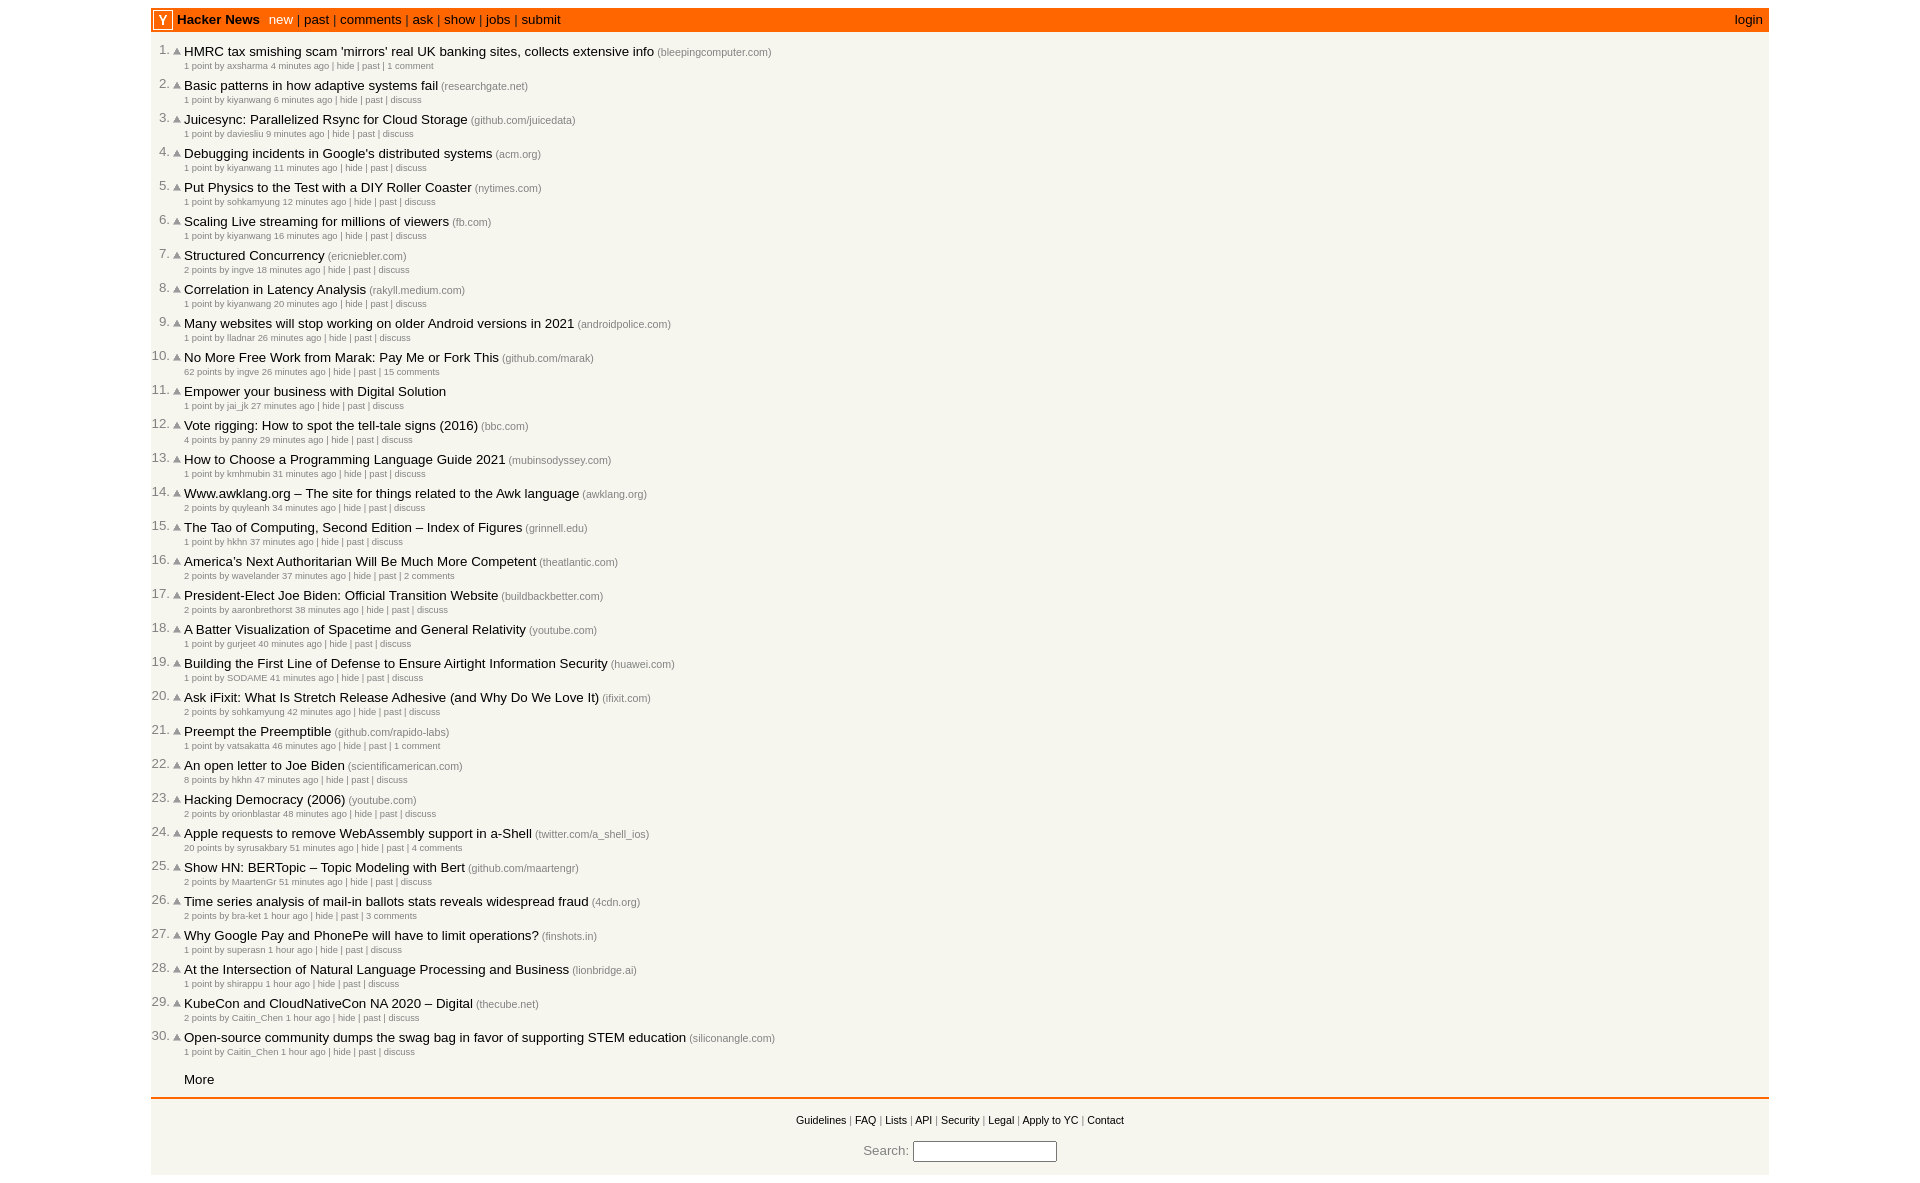 Y Hacker News new | past | comments | ask | show | jobs | submit login
1. HMRC tax smishing scam 'mirrors' real UK banking sites, collects extensive info (bleepingcomputer.com)
1 point by axsharma 4 minutes ago | hide | past | 1 comment
2. Basic patterns in how adaptive systems fail (researchgate.net)
1 point by kiyanwang 6 minutes ago | hide | past | discuss
3. Juicesync: Parallelized Rsync for Cloud Storage (github.com/juicedata)
1 point by daviesliu 9 minutes ago | hide | past | discuss
4. Debugging incidents in Google's distributed systems (acm.org)
1 point by kiyanwang 11 minutes ago | hide | past | discuss
5. Put Physics to the Test with a DIY Roller Coaster (nytimes.com)
1 point by sohkamyung 12 minutes ago | hide | past | discuss
6. Scaling Live streaming for millions of viewers (fb.com)
1 point by kiyanwang 16 minutes ago | hide | past | discuss
7. Structured Concurrency (ericniebler.com)
2 points by ingve 18 minutes ago | hide | past | discuss
8. Correlation in Latency Analysis (rakyll.medium.com)
1 point by kiyanwang 20 minutes ago | hide | past | discuss
9. Many websites will stop working on older Android versions in 2021 (androidpolice.com)
1 point by lladnar 26 minutes ago | hide | past | discuss
10. No More Free Work from Marak: Pay Me or Fork This (github.com/marak)
62 points by ingve 26 minutes ago | hide | past | 15 comments
11. Empower your business with Digital Solution
1 point by jai_jk 27 minutes ago | hide | past | discuss
12. Vote rigging: How to spot the tell-tale signs (2016) (bbc.com)
4 points by panny 29 minutes ago | hide | past | discuss
13. How to Choose a Programming Language Guide 2021 (mubinsodyssey.com)
1 point by kmhmubin 31 minutes ago | hide | past | discuss
14. Www.awklang.org – The site for things related to the Awk language (awklang.org)
2 points by quyleanh 34 minutes ago | hide | past | discuss
15. The Tao of Computing, Second Edition – Index of Figures (grinnell.edu)
1 point by hkhn 37 minutes ago | hide | past | discuss
16. America’s Next Authoritarian Will Be Much More Competent (theatlantic.com)
2 points by wavelander 37 minutes ago | hide | past | 2 comments
17. President-Elect Joe Biden: Official Transition Website (buildbackbetter.com)
2 points by aaronbrethorst 38 minutes ago | hide | past | discuss
18. A Batter Visualization of Spacetime and General Relativity (youtube.com)
1 point by gurjeet 40 minutes ago | hide | past | discuss
19. Building the First Line of Defense to Ensure Airtight Information Security (huawei.com)
1 point by SODAME 41 minutes ago | hide | past | discuss
20. Ask iFixit: What Is Stretch Release Adhesive (and Why Do We Love It) (ifixit.com)
2 points by sohkamyung 42 minutes ago | hide | past | discuss
21. Preempt the Preemptible (github.com/rapido-labs)
1 point by vatsakatta 46 minutes ago | hide | past | 1 comment
22. An open letter to Joe Biden (scientificamerican.com)
8 points by hkhn 47 minutes ago | hide | past | discuss
23. Hacking Democracy (2006) (youtube.com)
2 points by orionblastar 48 minutes ago | hide | past | discuss
24. Apple requests to remove WebAssembly support in a-Shell (twitter.com/a_shell_ios)
20 points by syrusakbary 51 minutes ago | hide | past | 4 comments
25. Show HN: BERTopic – Topic Modeling with Bert (github.com/maartengr)
2 points by MaartenGr 51 minutes ago | hide | past | discuss
26. Time series analysis of mail-in ballots stats reveals widespread fraud (4cdn.org)
2 points by bra-ket 1 hour ago | hide | past | 3 comments
27. Why Google Pay and PhonePe will have to limit operations? (finshots.in)
1 point by superasn 1 hour ago | hide | past | discuss
28. At the Intersection of Natural Language Processing and Business (lionbridge.ai)
1 point by shirappu 1 hour ago | hide | past | discuss
29. KubeCon and CloudNativeCon NA 2020 – Digital (thecube.net)
2 points by Caitin_Chen 1 hour ago | hide | past | discuss
30. Open-source community dumps the swag bag in favor of supporting STEM education (siliconangle.com)
1 point by Caitin_Chen 1 hour ago | hide | past | discuss
More
Guidelines | FAQ | Lists | API | Security | Legal | Apply to YC | Contact
Search: